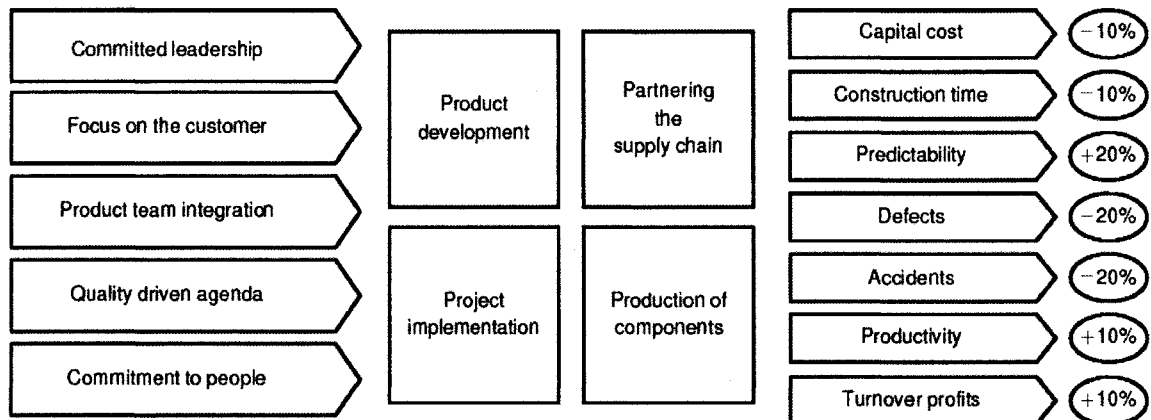 Committed leadership
Focus on the customer
Product team integration
Quality driven agenda
Commitment to people
Product
development
Partnering
the
supply chain
Project
implementation
Production of
components
Capital cost
−10%
Construction time
−10%
Predictability
+20%
Defects
−20%
Accidents
−20%
Productivity
+10%
Turnover profits
+10%